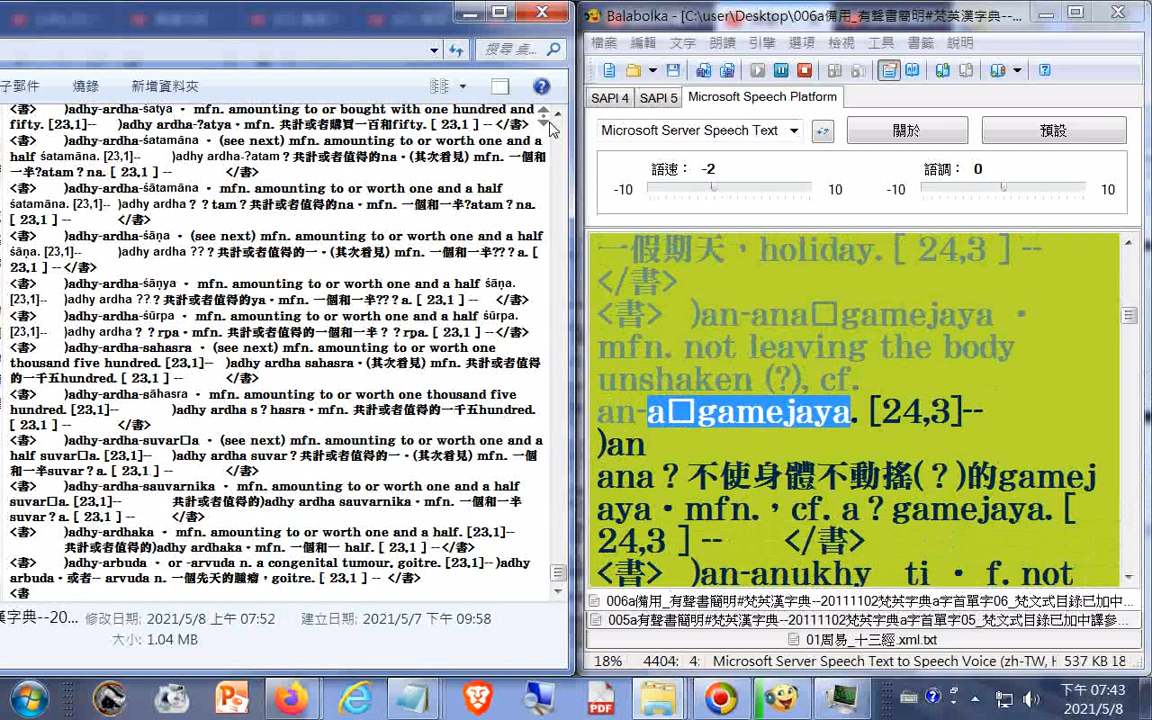 搜尋 桌...
子郵件 燒錄 新增資料夾
《書》 )adhy-ardha-śatya・mfn. amounting to or bought with one hundred and
fifty. [23,1]-- )adhy ardha-?atya・mfn. 共計或者購買一百和fifty. [ 23,1 ] --</書》
《書》 )adhy-ardha-śatamāna・(see next) mfn. amounting to or worth one and a
half śatamāna. [23,1]-- )adhy ardha-?atam？共計或者值得的na・(其次看見) mfn. 一個和
一半?atam？na. [ 23,1 ] -- </書》
《書》 )adhy-ardha-śātamāna・mfn. amounting to or worth one and a half
śatamāna. [23,1]-- )adhy ardha？？tam？共計或者值得的na・mfn. 一個和一半?atam？na.
[ 23,1 ] -- </書》
《書》 )adhy-ardha-śāṇa・(see next) mfn. amounting to or worth one and a half
śāṇa. [23,1]-- )adhy ardha ???共計或者值得的一・(其次看見) mfn. 一個和一半???a. [
23,1 ] --</書》
《書》 )adhy-ardha-śāṇya・mfn. amounting to or worth one and a half śāṇa.
[23,1]-- )adhy ardha ???共計或者值得的ya・mfn. 一個和一半???a. [ 23,1 ] -- </書》
《書》 )adhy-ardha-śūrpa・mfn. amounting to or worth one and a half śūrpa.
[23,1]-- )adhy ardha？？rpa・mfn. 共計或者值得的一個和一半？？rpa. [ 23,1 ] -- </書》
《書》 )adhy-ardha-sahasra・(see next) mfn. amounting to or worth one
thousand five hundred. [23,1]-- )adhy ardha sahasra・(其次看見) mfn. 共計或者值得
的一千五hundred. [ 23,1 ] -- </書》
《書》 )adhy-ardha-sāhasra・mfn. amounting to or worth one thousand five
hundred. [23,1]-- )adhy ardha s？hasra・mfn. 共計或者值得的一千五hundred.
[ 23,1 ] -- </書》
《書》 )adhy-ardha-suvar□a・(see next) mfn. amounting to or worth one and a
half suvar□a. [23,1]-- )adhy ardha suvar？共計或者值得的一・(其次看見) mfn. 一個和
一半suvar？a. [ 23,1 ] -- </書》
《書》 )adhy-ardha-sauvarnika・mfn. amounting to or worth one and a half
suvar□a. [23,1]-- 共計或者值得的)adhy ardha sauvarnika・mfn. 一個和一半
suvar？a. [ 23,1 ] -- </書》
《書》 )adhy-ardhaka・mfn. amounting to or worth one and a half. [23,1]--
共計或者值得的)adhy ardhaka・mfn. 一個和一 half. [ 23,1 ] -- </書》
《書》 )adhy-arbuda・or -arvuda n. a congenital tumour, goitre. [23,1]--)adhy
arbuda・或者-- arvuda n. 一個先天的腫瘤，goitre. [ 23,1 ] -- </書》
《書
漢字典--20... 修改日期: 2021/5/8 上午 07:52 建立日期: 2021/5/7 下午 09:58
大小: 1.04 MB
Balabolka - [C:\user\Desktop\006a備用_有聲書簡明#梵英漢字典--...
檔案 編輯 文字 朗讀 引擎 選項 檢視 工具 書籤 說明
SAPI 4 SAPI 5 Microsoft Speech Platform
Microsoft Server Speech Text 關於 預設
語速： -2 語調： 0
-10 10 -10 10
一假期天，holiday. [ 24,3 ] --
</書》
《書》 )an-ana□gamejaya・
mfn. not leaving the body
unshaken (?), cf.
an-a□gamejaya. [24,3]--
)an
ana？不使身體不動搖(？)的gamej
aya・mfn.，cf. a？gamejaya. [
24,3 ] -- </書》
《書》 )an-anukhy ti・f. not
006a備用_有聲書簡明#梵英漢字典--20111102梵英字典a字首單字06_梵文式目錄已加中...
005a有聲書簡明#梵英漢字典--20111102梵英字典a字首單字05_梵文式目錄已加中譯參...
01周易_十三經.xml.txt
18% 4404: 4: Microsoft Server Speech Text to Speech Voice (zh-TW, H 537 KB 18
PDF
下午 07:43
2021/5/8